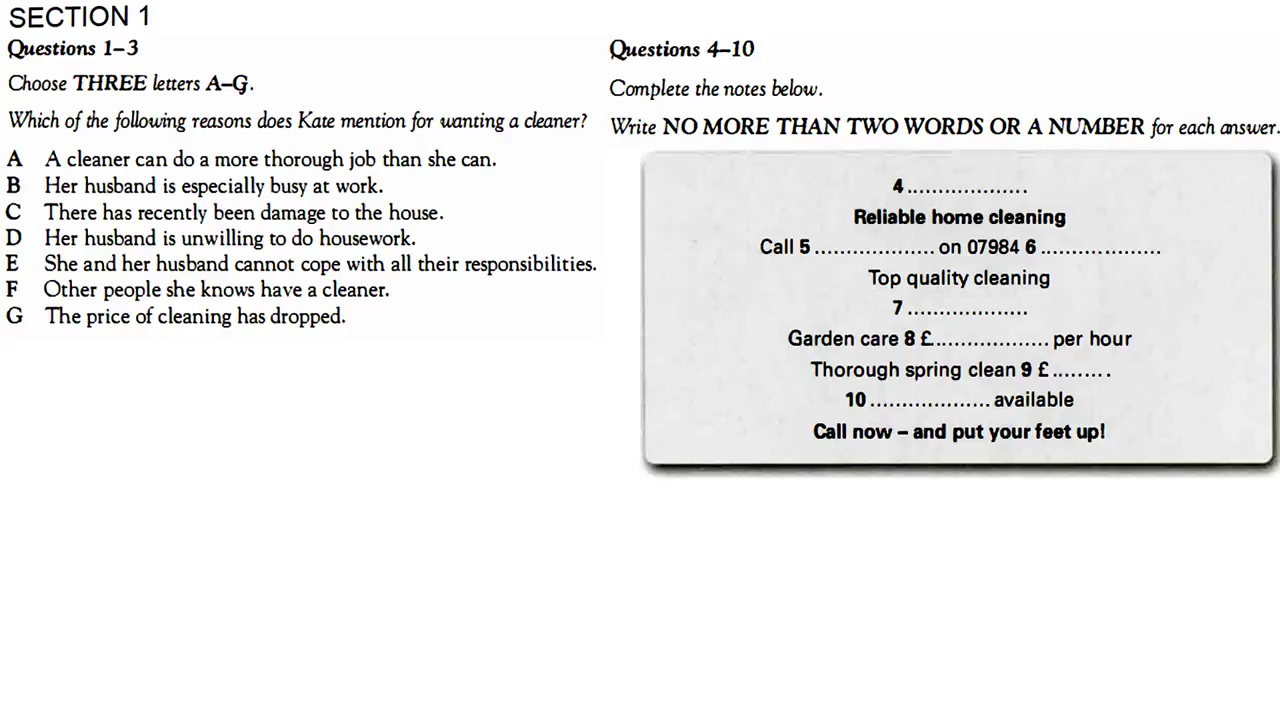 SECTION 1
Questions 1–3
Choose THREE letters A–G.
Which of the following reasons does Kate mention for wanting a cleaner?
A A cleaner can do a more thorough job than she can.
B Her husband is especially busy at work.
C There has recently been damage to the house.
D Her husband is unwilling to do housework.
E She and her husband cannot cope with all their responsibilities.
F Other people she knows have a cleaner.
G The price of cleaning has dropped.
Questions 4–10
Complete the notes below.
Write NO MORE THAN TWO WORDS OR A NUMBER for each answer.
4 ...................
Reliable home cleaning
Call 5 ................... on 07984 6 ...................
Top quality cleaning
7 ...................
Garden care 8 £.................. per hour
Thorough spring clean 9 £.........
10 ................... available
Call now – and put your feet up!